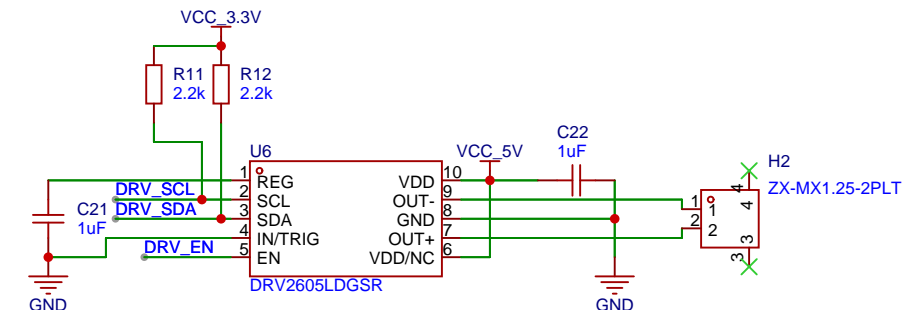 VCC_3.3V
R11
2.2k
R12
2.2k
C22
1uF
U6
VCC_5V
H2
ZX-MX1.25-2PLT
1 REG VDD 10
DRV_SCL 2 SCL OUT- 9
DRV_SDA 3 SDA GND 8
4 IN/TRIG OUT+ 7
DRV_EN 5 EN VDD/NC 6
C21
1uF
DRV2605LDGSR
4 4
1 1
2 2
3 3
GND
GND